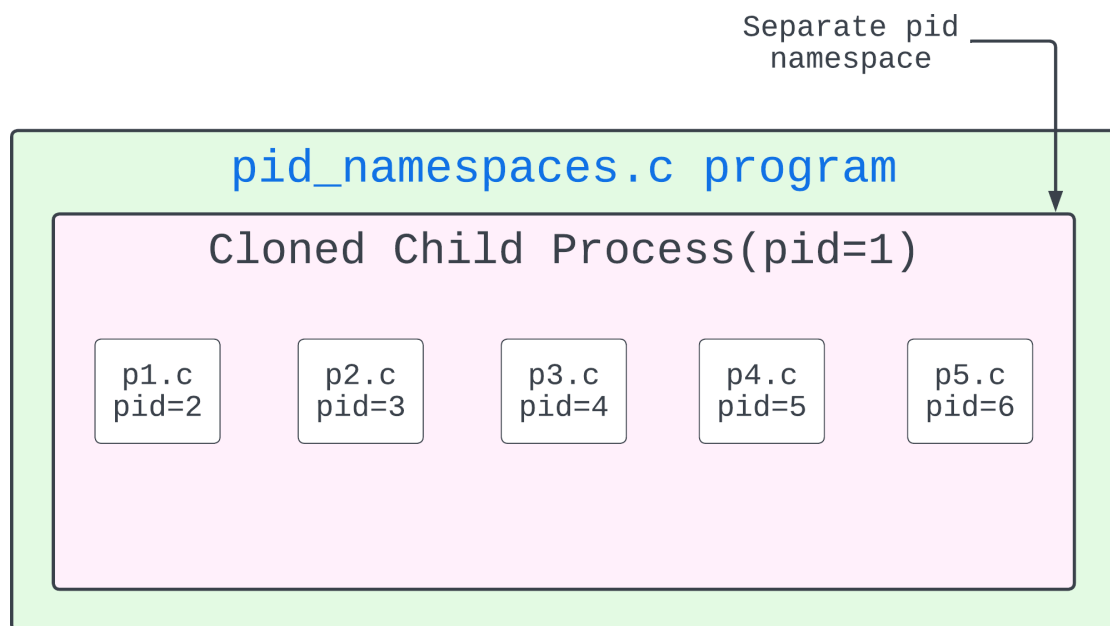 Separate pid
namespace
pid_namespaces.c program
Cloned Child Process(pid=1)
p1.c
pid=2
p2.c
pid=3
p3.c
pid=4
p4.c
pid=5
p5.c
pid=6